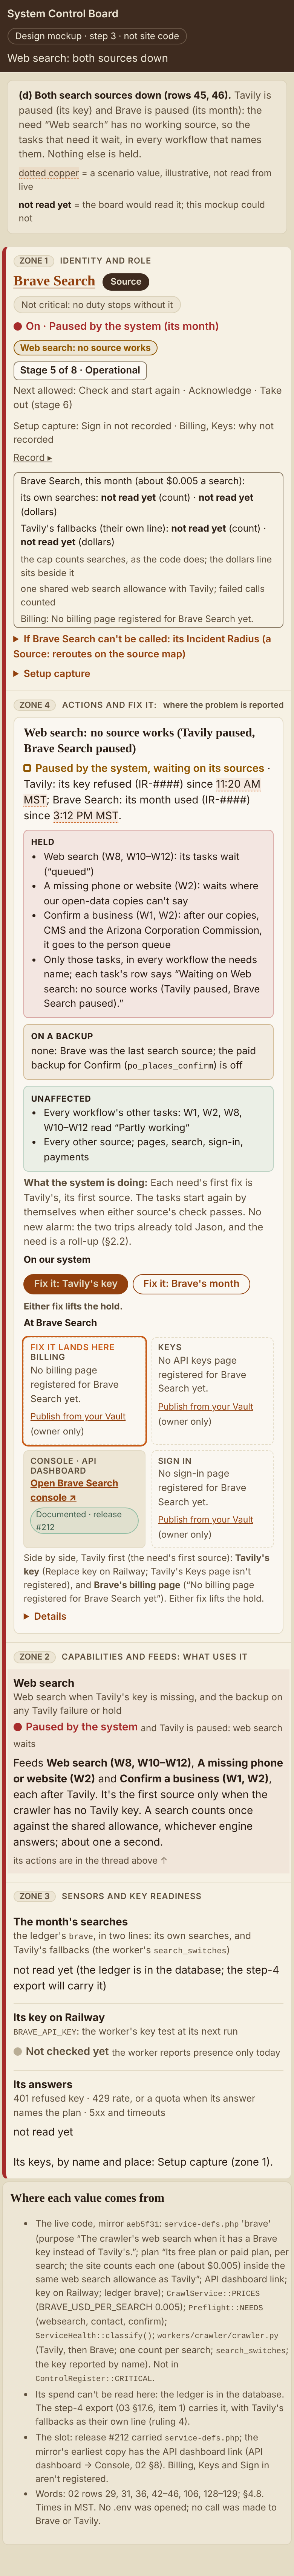 System Control Board
Design mockup · step 3 · not site code
Web search: both sources down
(d) Both search sources down (rows 45, 46). Tavily is
paused (its key) and Brave is paused (its month): the
need “Web search” has no working source, so the
tasks that need it wait, in every workflow that names
them. Nothing else is held.
dotted copper = a scenario value, illustrative, not read from
live
not read yet = the board would read it; this mockup could
not
ZONE 1 IDENTITY AND ROLE
Brave Search Source
Not critical: no duty stops without it
On · Paused by the system (its month)
Web search: no source works
Stage 5 of 8 · Operational
Next allowed: Check and start again · Acknowledge · Take
out (stage 6)
Setup capture: Sign in not recorded · Billing, Keys: why not
recorded
Record ▸
Brave Search, this month (about $0.005 a search):
its own searches: not read yet (count) · not read yet
(dollars)
Tavily's fallbacks (their own line): not read yet (count) ·
not read yet (dollars)
the cap counts searches, as the code does; the dollars line
sits beside it
one shared web search allowance with Tavily; failed calls
counted
Billing: No billing page registered for Brave Search yet.
▶ If Brave Search can't be called: its Incident Radius (a
Source: reroutes on the source map)
▶ Setup capture
ZONE 4 ACTIONS AND FIX IT: where the problem is reported
Web search: no source works (Tavily paused,
Brave Search paused)
Paused by the system, waiting on its sources ·
Tavily: its key refused (IR-####) since 11:20 AM
MST; Brave Search: its month used (IR-####)
since 3:12 PM MST.
HELD
• Web search (W8, W10–W12): its tasks wait
(“queued”)
• A missing phone or website (W2): waits where
our open-data copies can't say
• Confirm a business (W1, W2): after our copies,
CMS and the Arizona Corporation Commission,
it goes to the person queue
• Only those tasks, in every workflow the needs
name; each task's row says “Waiting on Web
search: no source works (Tavily paused, Brave
Search paused).”
ON A BACKUP
none: Brave was the last search source; the paid
backup for Confirm (po_places_confirm) is off
UNAFFECTED
• Every workflow's other tasks: W1, W2, W8,
W10–W12 read “Partly working”
• Every other source; pages, search, sign-in,
payments
What the system is doing: Each need's first fix is
Tavily's, its first source. The tasks start again by
themselves when either source's check passes. No
new alarm: the two trips already told Jason, and the
need is a roll-up (§2.2).
On our system
Fix it: Tavily's key Fix it: Brave's month
Either fix lifts the hold.
At Brave Search
FIX IT LANDS HERE
BILLING
No billing page
registered for Brave
Search yet.
Publish from your Vault
(owner only)
KEYS
No API keys page
registered for Brave
Search yet.
Publish from your Vault
(owner only)
CONSOLE · API
DASHBOARD
Open Brave Search
console ↗
Documented · release
#212
SIGN IN
No sign-in page
registered for Brave
Search yet.
Publish from your Vault
(owner only)
Side by side, Tavily first (the need's first source): Tavily's
key (Replace key on Railway; Tavily's Keys page isn't
registered), and Brave's billing page (“No billing page
registered for Brave Search yet”). Either fix lifts the hold.
▶ Details
ZONE 2 CAPABILITIES AND FEEDS: WHAT USES IT
Web search
Web search when Tavily's key is missing, and the backup on
any Tavily failure or hold
Paused by the system and Tavily is paused: web search
waits
Feeds Web search (W8, W10–W12), A missing phone
or website (W2) and Confirm a business (W1, W2),
each after Tavily. It's the first source only when the
crawler has no Tavily key. A search counts once
against the shared allowance, whichever engine
answers; about one a second.
its actions are in the thread above ↑
ZONE 3 SENSORS AND KEY READINESS
The month's searches
the ledger's brave, in two lines: its own searches, and
Tavily's fallbacks (the worker's search_switches)
not read yet (the ledger is in the database; the step-4
export will carry it)
Its key on Railway
BRAVE_API_KEY: the worker's key test at its next run
Not checked yet the worker reports presence only today
Its answers
401 refused key · 429 rate, or a quota when its answer
names the plan · 5xx and timeouts
not read yet
Its keys, by name and place: Setup capture (zone 1).
Where each value comes from
• The live code, mirror aeb5f31: service-defs.php 'brave'
(purpose “The crawler's web search when it has a Brave
key instead of Tavily's.”; plan “Its free plan or paid plan, per
search; the site counts each one (about $0.005) inside the
same web search allowance as Tavily”; API dashboard link;
key on Railway; ledger brave); CrawlService::PRICES
(BRAVE_USD_PER_SEARCH 0.005); Preflight::NEEDS
(websearch, contact, confirm);
ServiceHealth::classify(); workers/crawler/crawler.py
(Tavily, then Brave; one count per search; search_switches;
the key reported by name). Not in
ControlRegister::CRITICAL.
• Its spend can't be read here: the ledger is in the database.
The step-4 export (03 §17.6, item 1) carries it, with Tavily's
fallbacks as their own line (ruling 4).
• The slot: release #212 carried service-defs.php; the
mirror's earliest copy has the API dashboard link (API
dashboard → Console, 02 §8). Billing, Keys and Sign in
aren't registered.
• Words: 02 rows 29, 31, 36, 42–46, 106, 128–129; §4.8.
Times in MST. No .env was opened; no call was made to
Brave or Tavily.